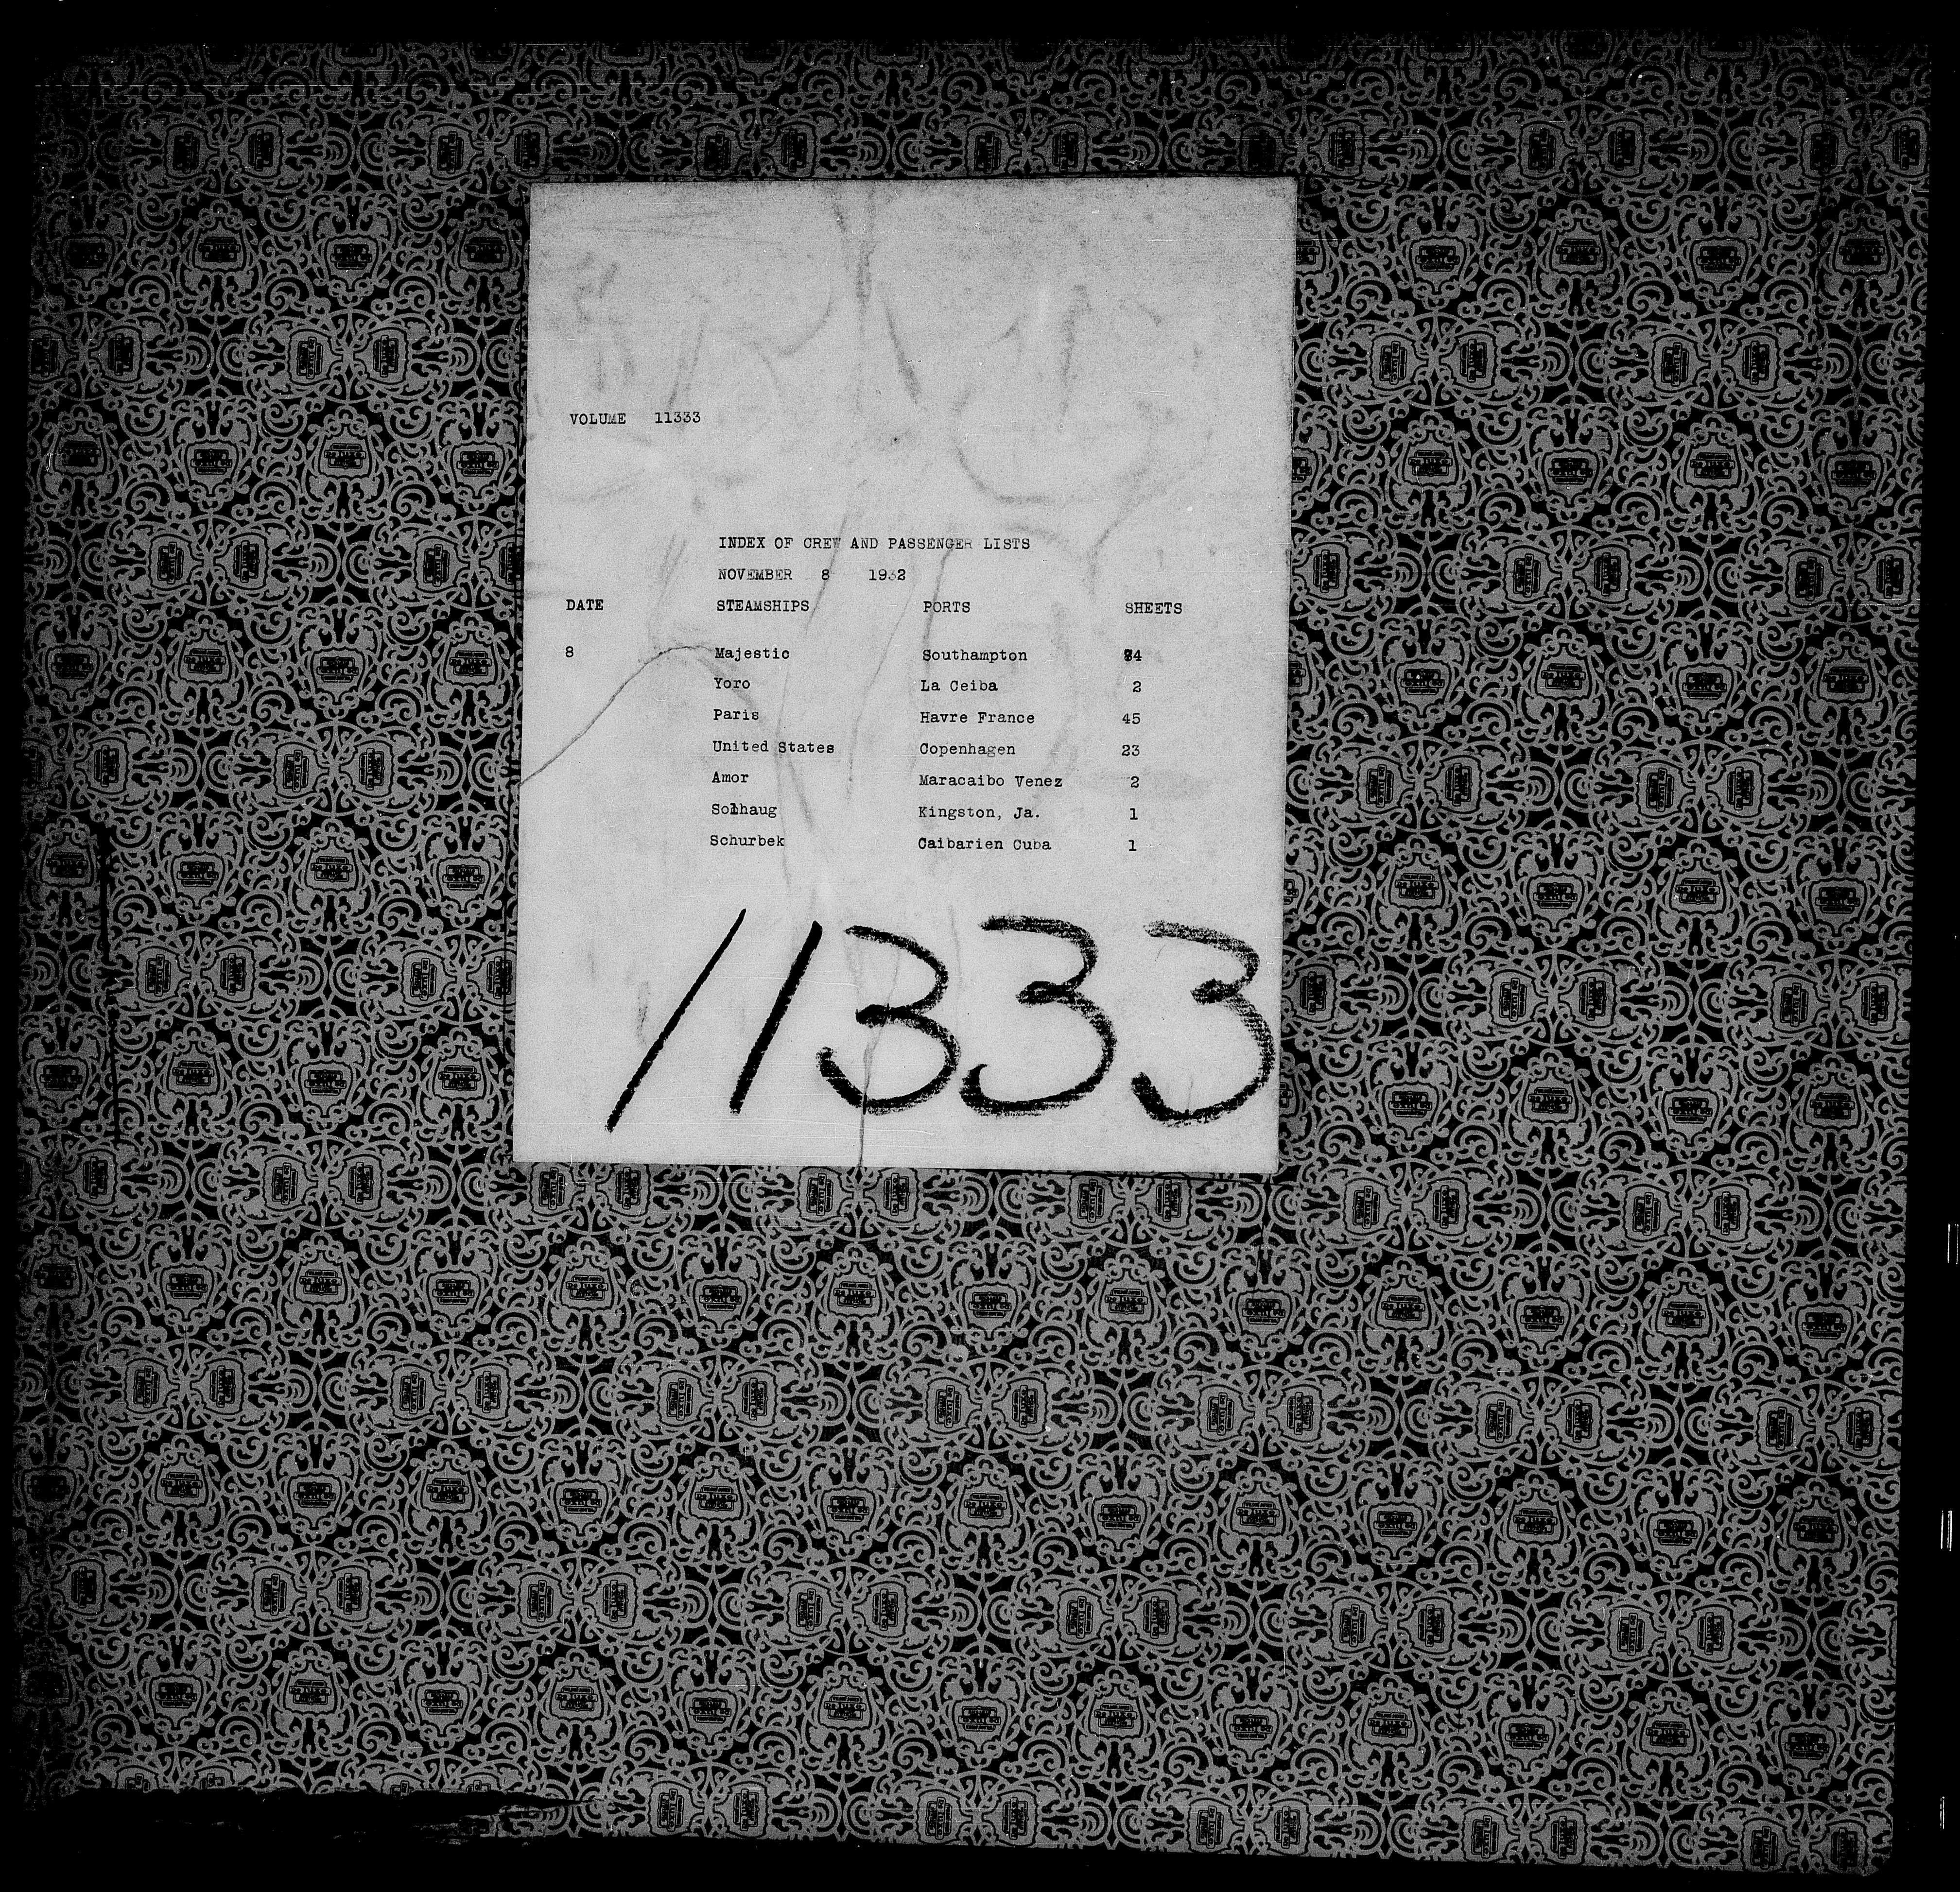 VOLUME 11333
INDEX OF CREW AND PASSENGER LISTS
NOVEMBER 8 1932
DATE STEAMSHIPS PORTS SHEETS
8 Majestic Southampton
Yoro La Ceiba 2
Paris Havre France 45
United States Copenhagen 23
Amor Maracaibo Venez 2
Solhaug Kingston, Ja. 1
Schurbek Caibarien Cuba 1
11333